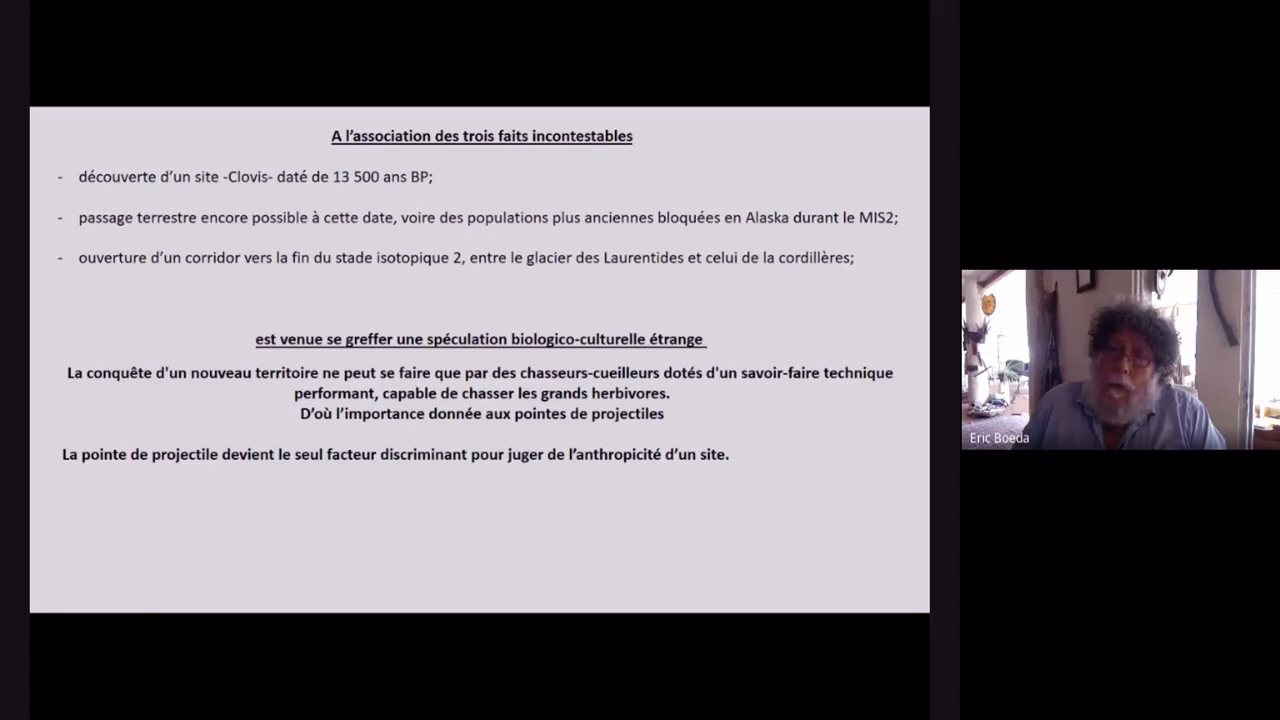 A l’association des trois faits incontestables
- découverte d’un site -Clovis- daté de 13 500 ans BP;
- passage terrestre encore possible à cette date, voire des populations plus anciennes bloquées en Alaska durant le MIS2;
- ouverture d’un corridor vers la fin du stade isotopique 2, entre le glacier des Laurentides et celui de la cordillères;
est venue se greffer une spéculation biologico-culturelle étrange
La conquête d'un nouveau territoire ne peut se faire que par des chasseurs-cueilleurs dotés d'un savoir-faire technique
performant, capable de chasser les grands herbivores.
D’où l’importance donnée aux pointes de projectiles
La pointe de projectile devient le seul facteur discriminant pour juger de l’anthropicité d’un site.
Eric Boeda